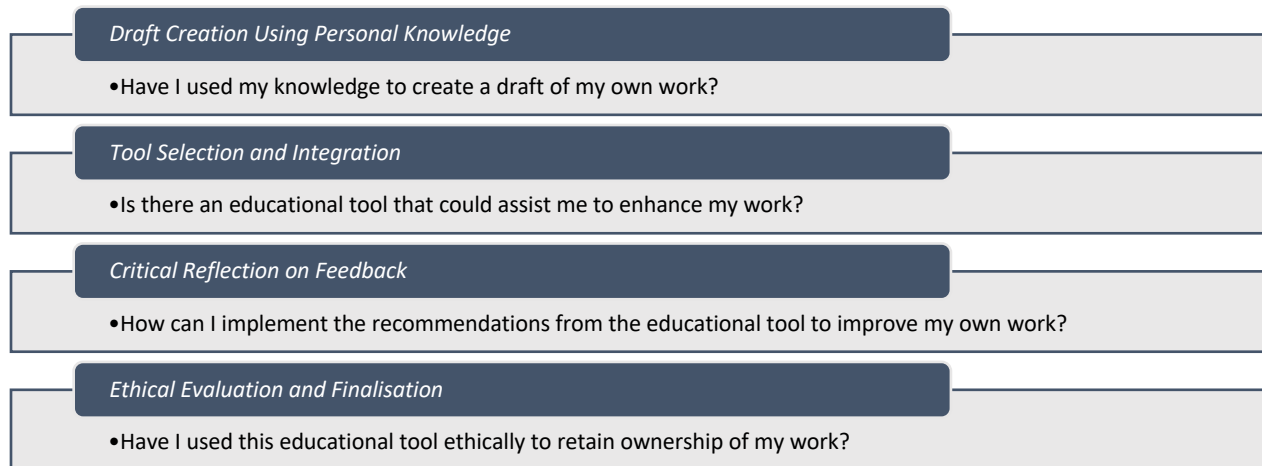 Draft Creation Using Personal Knowledge
•Have I used my knowledge to create a draft of my own work?
Tool Selection and Integration
•Is there an educational tool that could assist me to enhance my work?
Critical Reflection on Feedback
•How can I implement the recommendations from the educational tool to improve my own work?
Ethical Evaluation and Finalisation
•Have I used this educational tool ethically to retain ownership of my work?